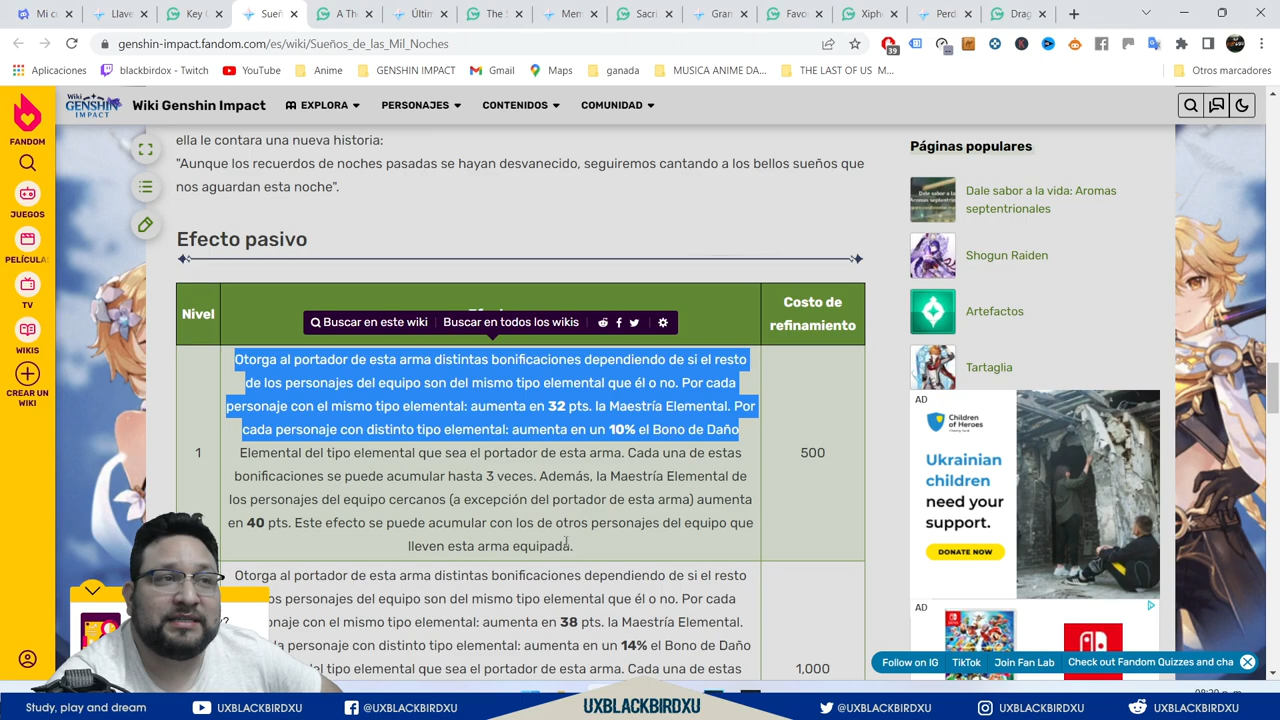 Mi cu
Llave
Key (
Sueñ
A The
Últin
The S
Mem
Sacri
Gran
Favo
Xiph
Perd
Drag
genshin-impact.fandom.com/es/wiki/Sueños_de_las_Mil_Noches
39
Aplicaciones
blackbirdox - Twitch
YouTube
Anime
GENSHIN IMPACT
Gmail
Maps
ganada
MUSICA ANIME DA...
THE LAST OF US M...
Otros marcadores
FANDOM
JUEGOS
PELÍCULA
TV
WIKIS
CREAR UN
WIKI
Wiki
GENSHIN
IMPACT
Wiki Genshin Impact
EXPLORA
PERSONAJES
CONTENIDOS
COMUNIDAD
ella le contara una nueva historia:
"Aunque los recuerdos de noches pasadas se hayan desvanecido, seguiremos cantando a los bellos sueños que
nos aguardan esta noche".
Efecto pasivo
Nivel
Costo de
refinamiento
Buscar en este wiki
Buscar en todos los wikis
Otorga al portador de esta arma distintas bonificaciones dependiendo de si el resto
de los personajes del equipo son del mismo tipo elemental que él o no. Por cada
personaje con el mismo tipo elemental: aumenta en 32 pts. la Maestría Elemental. Por
cada personaje con distinto tipo elemental: aumenta en un 10% el Bono de Daño
Elemental del tipo elemental que sea el portador de esta arma. Cada una de estas
bonificaciones se puede acumular hasta 3 veces. Además, la Maestría Elemental de
los personajes del equipo cercanos (a excepción del portador de esta arma) aumenta
en 40 pts. Este efecto se puede acumular con los de otros personajes del equipo que
lleven esta arma equipada.
1
500
Otorga al portador de esta arma distintas bonificaciones dependiendo de si el resto
os personajes del equipo son del mismo tipo elemental que él o no. Por cada
onaje con el mismo tipo elemental: aumenta en 38 pts. la Maestría Elemental.
a personaje con distinto tipo elemental: aumenta en un 14% el Bono de Daño
tal del tipo elemental que sea el portador de esta arma. Cada una de estas
1,000
Páginas populares
Dale sabor a la vida: Aromas
septentrionales
Shogun Raiden
Artefactos
Tartaglia
AD
Children
of Heroes
Ukrainian
children
need your
support.
DONATE NOW
AD
Follow on IG
TikTok
Join Fan Lab
Check out Fandom Quizzes and cha
Study, play and dream
UXBLACKBIRDXU
@UXBLACKBIRDXU
UXBLACKBIRDXU
@UXBLACKBIRDXU
UXBLACKBIRDXU
UXBLACKBIRDXU